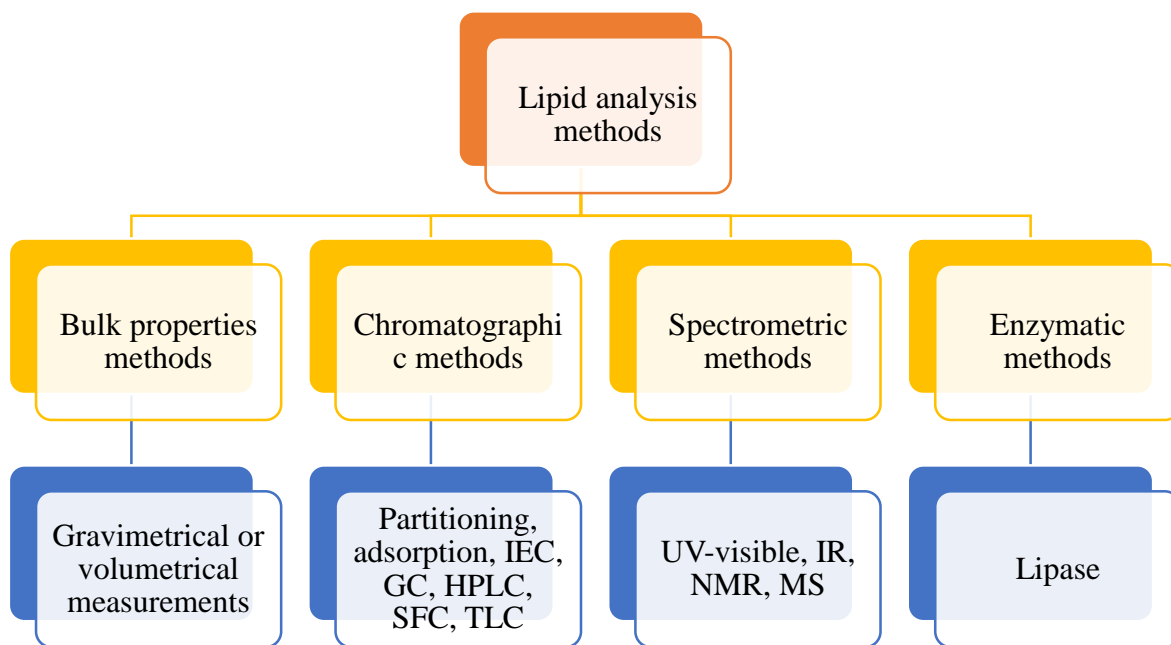 Lipid analysis
methods
Bulk properties
methods
Chromatographi
c methods
Spectrometric
methods
Enzymatic
methods
Gravimetrical or
volumetrical
measurements
Partitioning,
adsorption, IEC,
GC, HPLC,
SFC, TLC
UV-visible, IR,
NMR, MS
Lipase